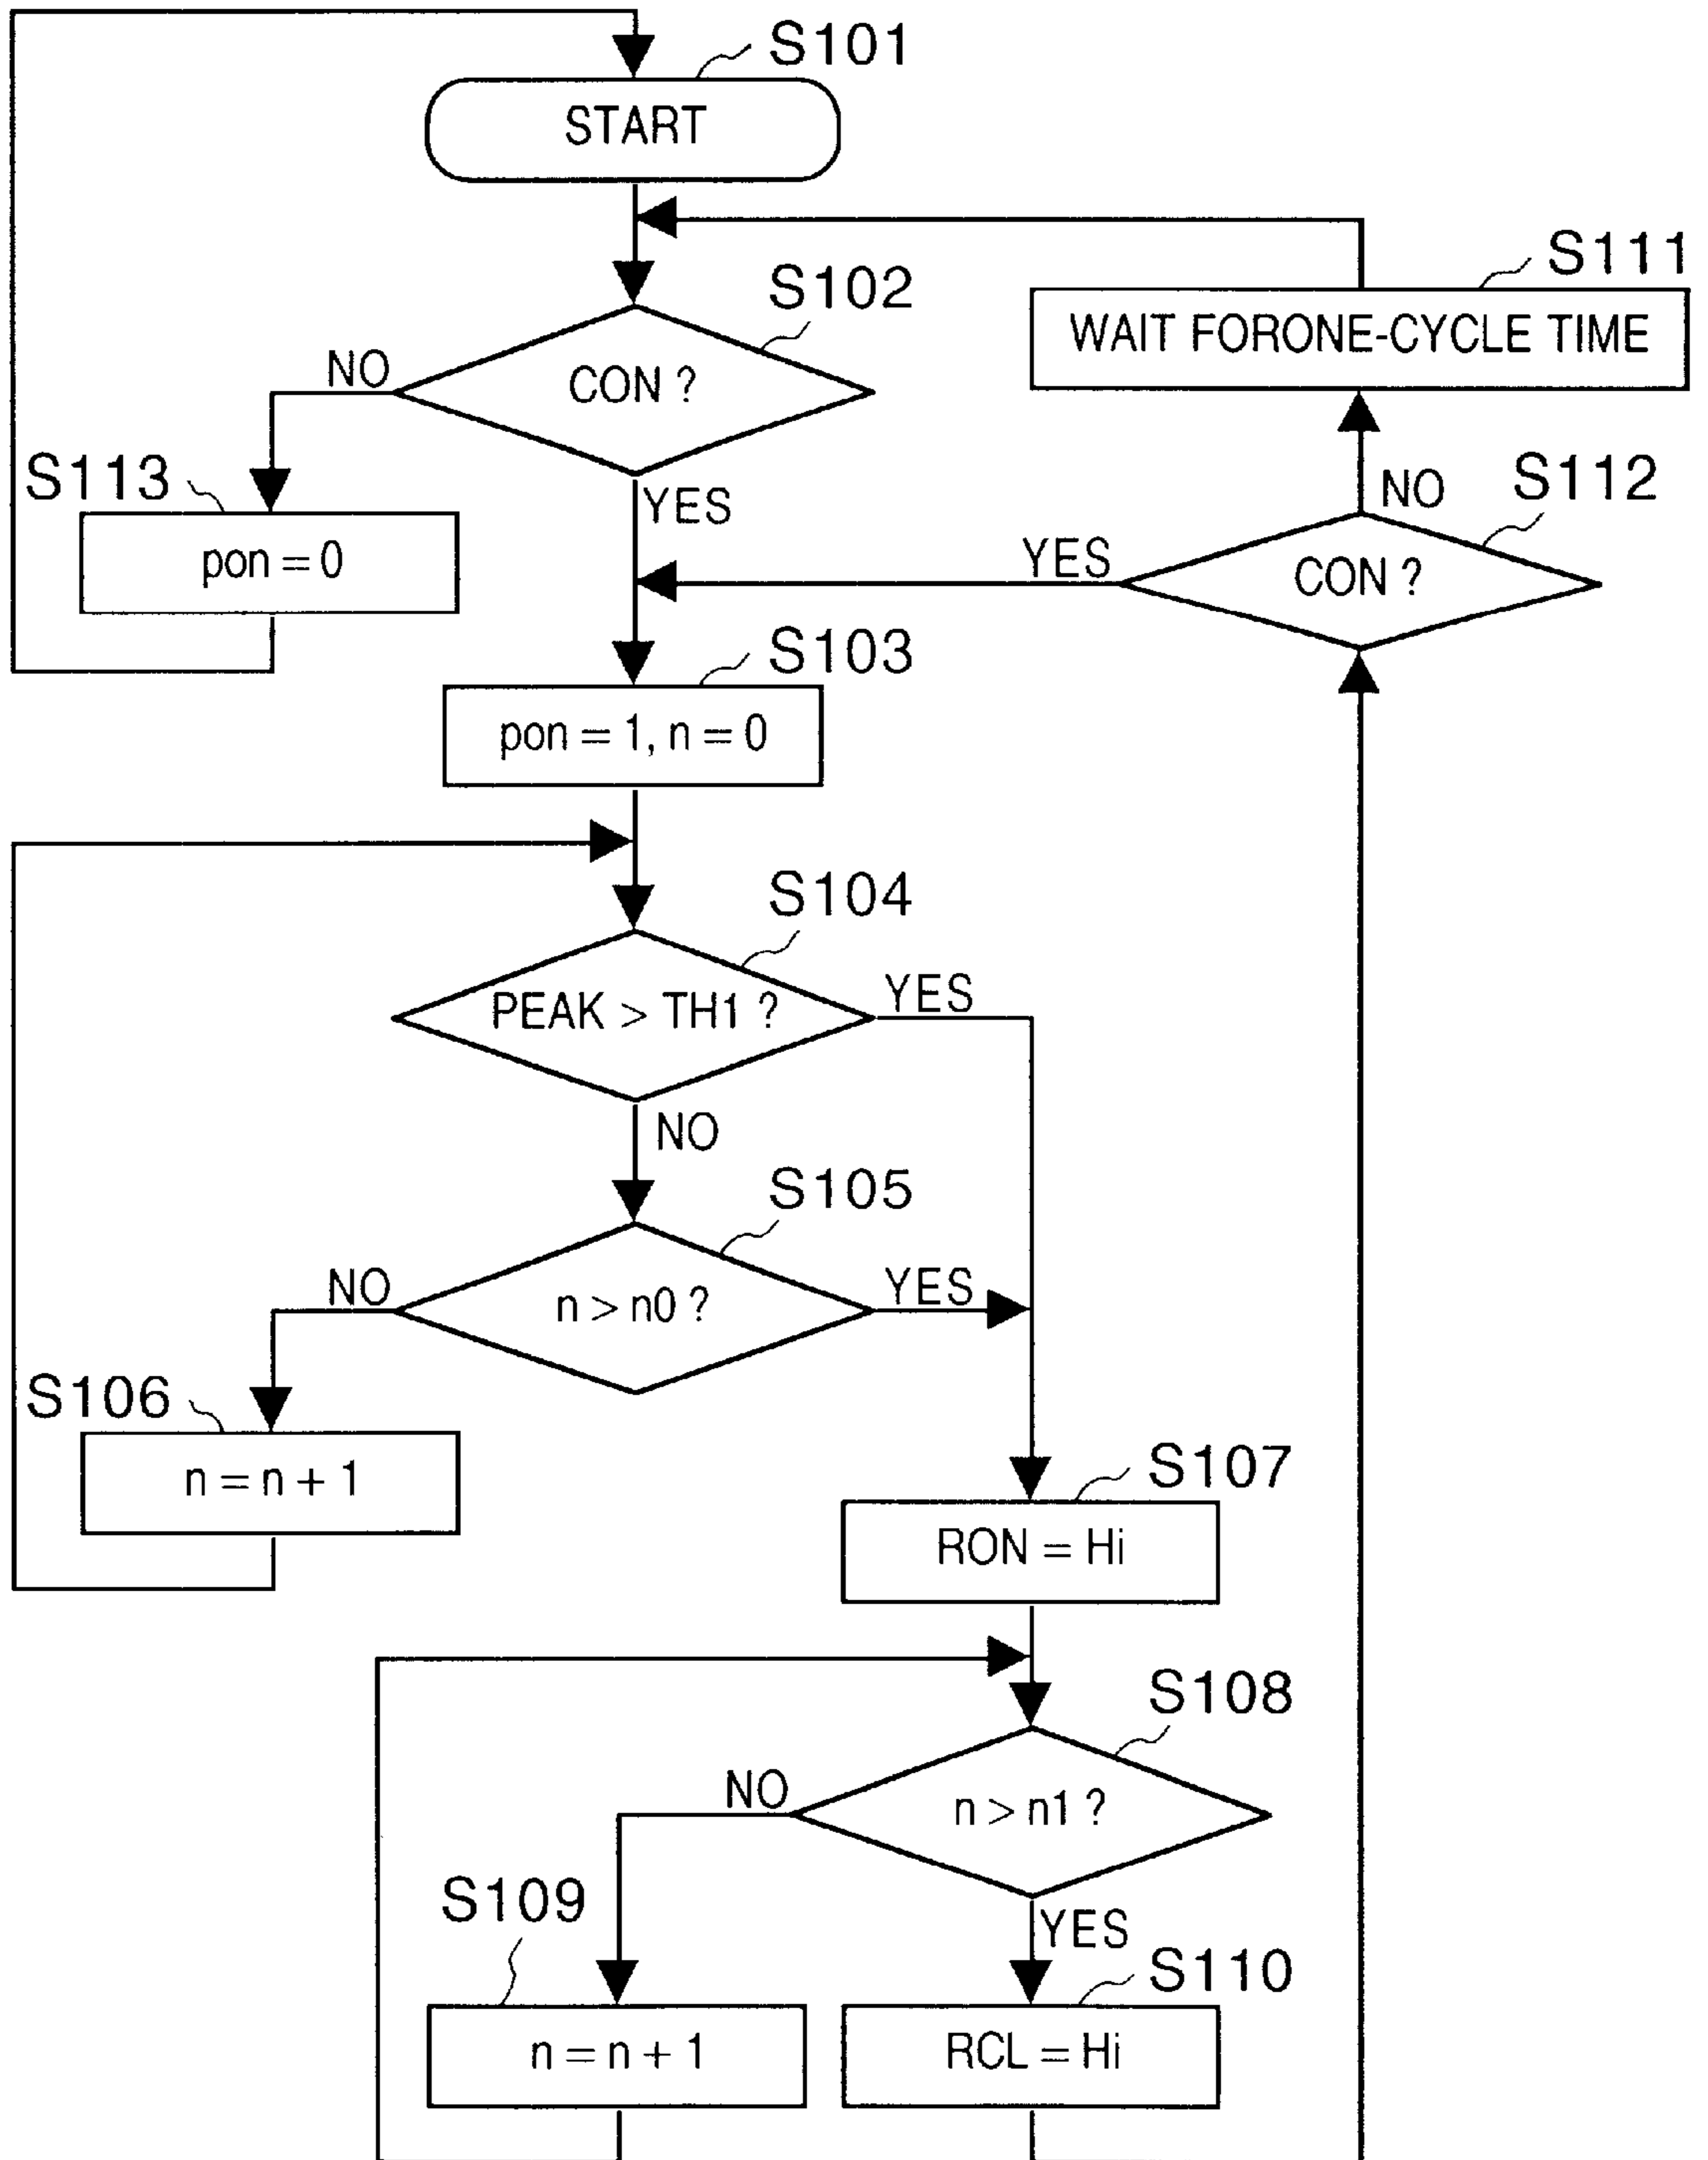 S101
START
S102
CON ?
NO
YES
S111
WAIT FORONE-CYCLE TIME
S113
pon = 0
NO
S112
CON ?
YES
S103
pon = 1, n = 0
S104
PEAK > TH1 ?
YES
NO
S105
n > n0 ?
NO
YES
S106
n = n + 1
S107
RON = Hi
S108
n > n1 ?
NO
YES
S109
n = n + 1
S110
RCL = Hi